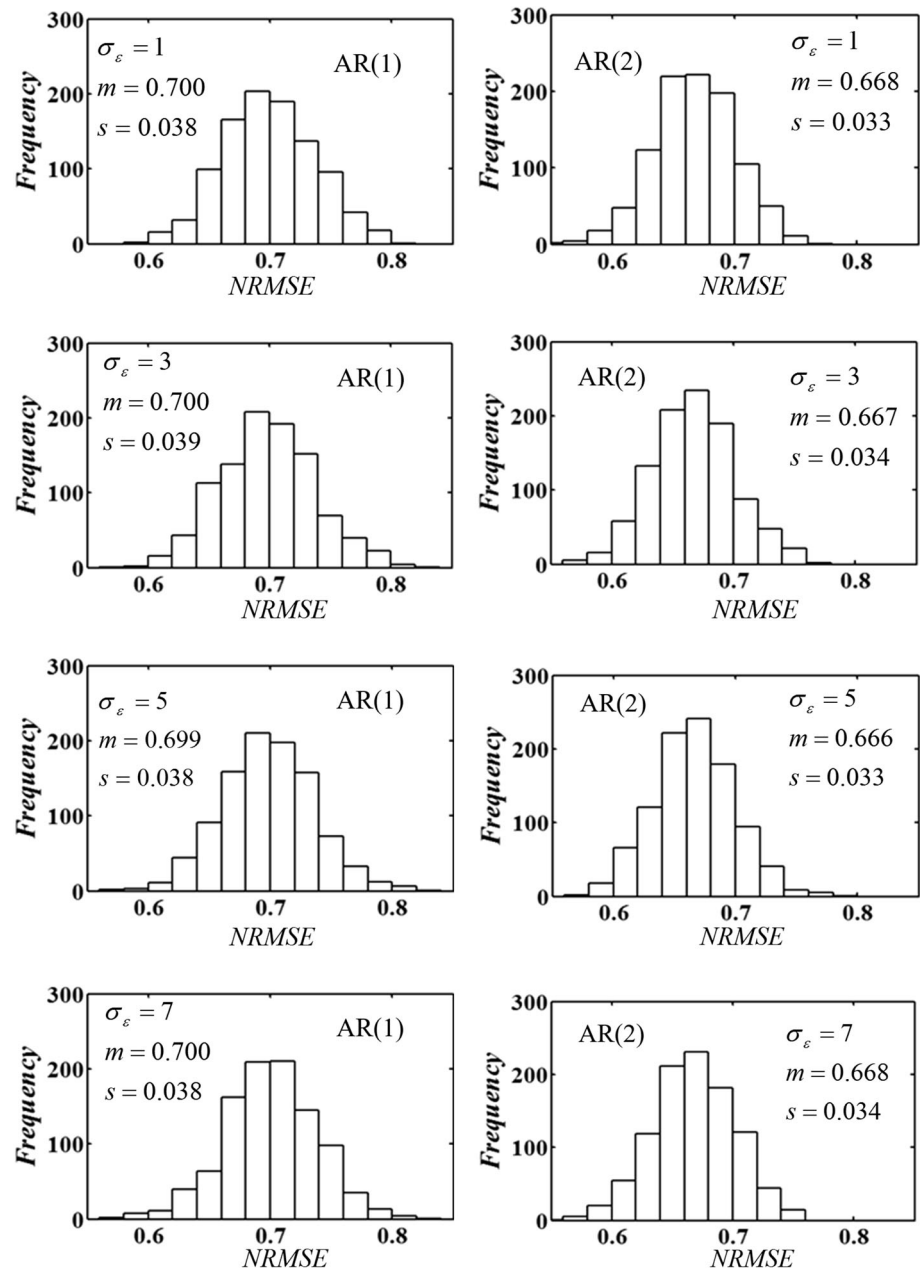 300
200
100
0
Frequency
σε = 1
m = 0.700
s = 0.038
AR(1)
0.6 0.7 0.8
NRMSE
300
200
100
0
Frequency
AR(2)
σε = 1
m = 0.668
s = 0.033
0.6 0.7 0.8
NRMSE
300
200
100
0
Frequency
σε = 3
m = 0.700
s = 0.039
AR(1)
0.6 0.7 0.8
NRMSE
300
200
100
0
Frequency
AR(2)
σε = 3
m = 0.667
s = 0.034
0.6 0.7 0.8
NRMSE
300
200
100
0
Frequency
σε = 5
m = 0.699
s = 0.038
AR(1)
0.6 0.7 0.8
NRMSE
300
200
100
0
Frequency
AR(2)
σε = 5
m = 0.666
s = 0.033
0.6 0.7 0.8
NRMSE
300
200
100
0
Frequency
σε = 7
m = 0.700
s = 0.038
AR(1)
0.6 0.7 0.8
NRMSE
300
200
100
0
Frequency
AR(2)
σε = 7
m = 0.668
s = 0.034
0.6 0.7 0.8
NRMSE